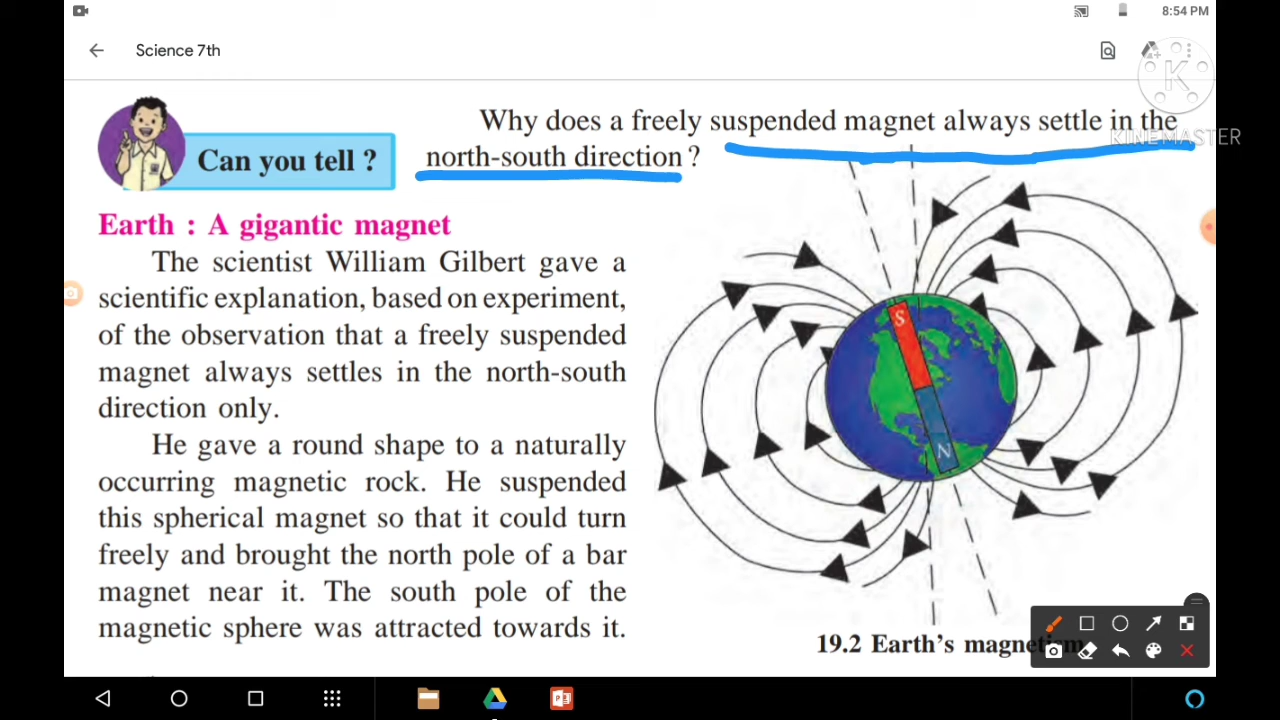 8:54 PM
Science 7th
K
KINEMASTER
Why does a freely suspended magnet always settle in the
north-south direction ?
Can you tell ?
Earth : A gigantic magnet
The scientist William Gilbert gave a
scientific explanation, based on experiment,
of the observation that a freely suspended
magnet always settles in the north-south
direction only.
He gave a round shape to a naturally
occurring magnetic rock. He suspended
this spherical magnet so that it could turn
freely and brought the north pole of a bar
magnet near it. The south pole of the
magnetic sphere was attracted towards it.
S
N
19.2 Earth's magnetism